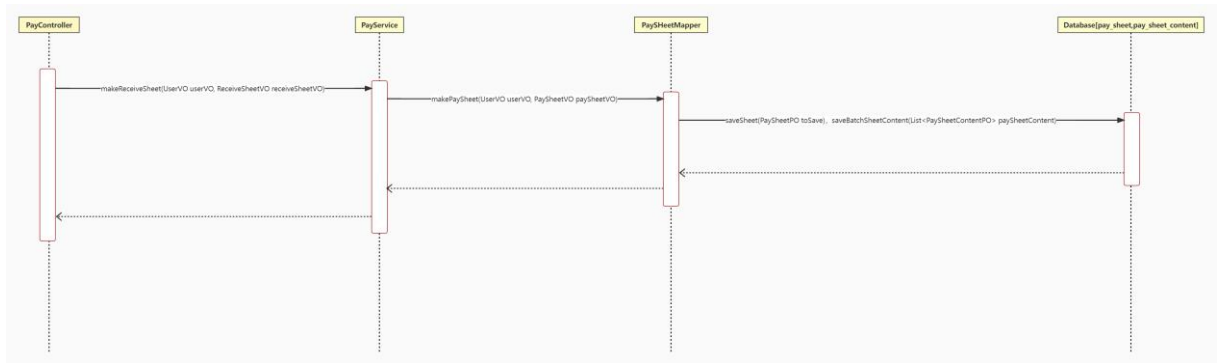 PayController
PayService
PaySHeetMapper
Database[pay_sheet,pay_sheet_content]
makeReceiveSheet(UserVO userVO, ReceiveSheetVO receiveSheetVO)
makePaySheet(UserVO userVO, PaySheetVO paySheetVO)
saveSheet(PaySheetPO toSave)，saveBatchSheetContent(List<PaySheetContentPO> paySheetContent)